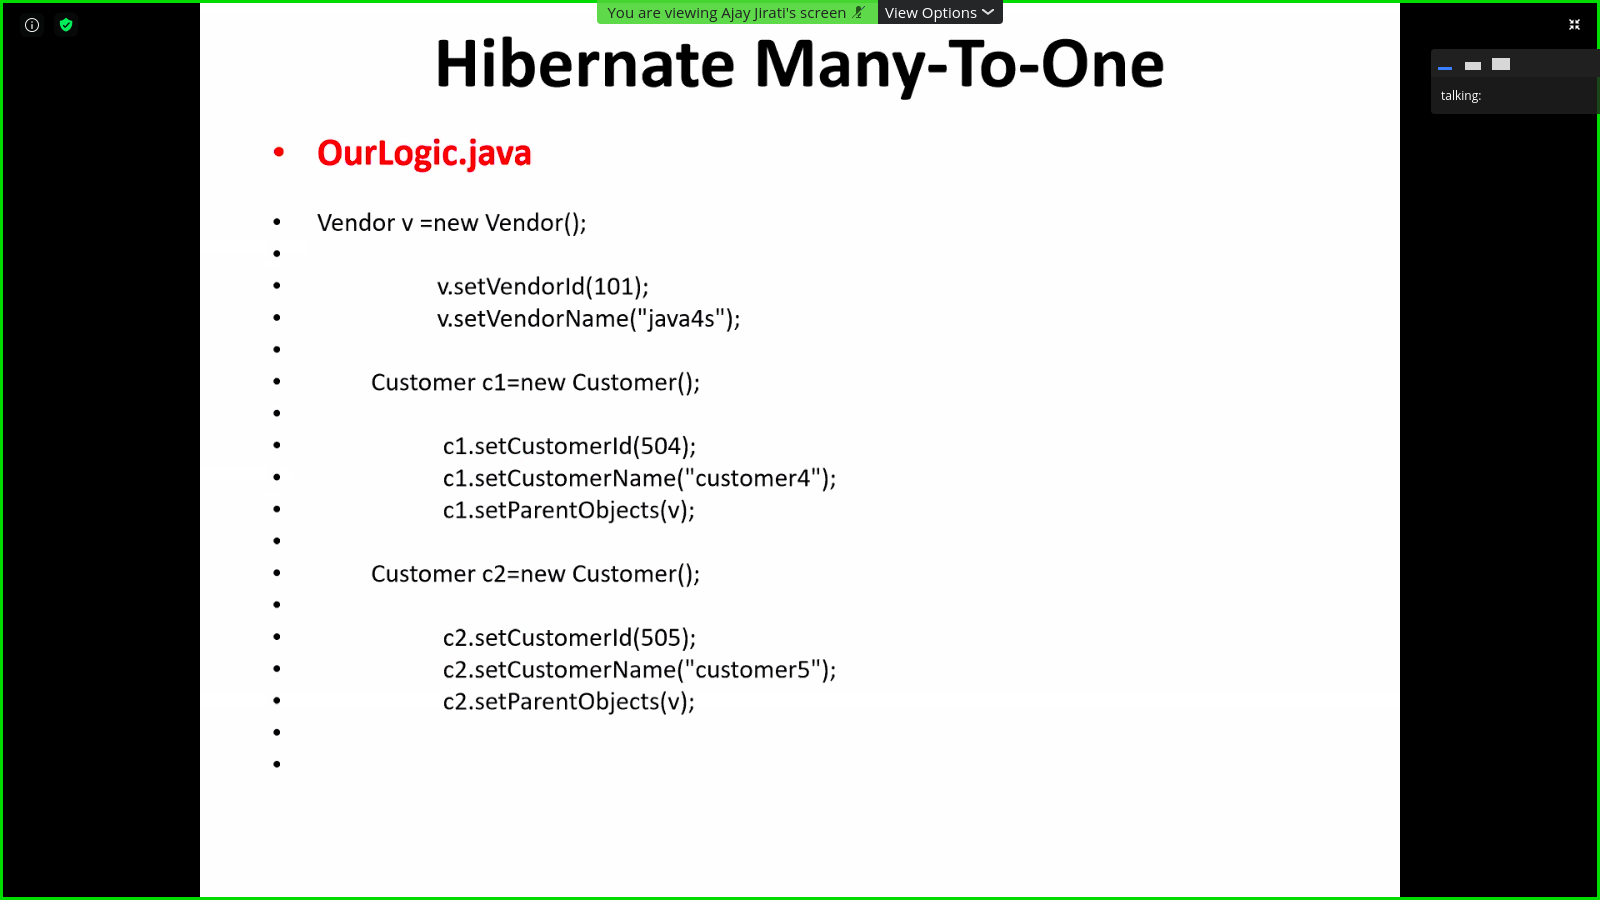 You are viewing Ajay Jirati's screen
View Options
Hibernate Many-To-One
talking:
• OurLogic.java
• Vendor v =new Vendor();
•
• v.setVendorId(101);
• v.setVendorName("java4s");
•
• Customer c1=new Customer();
•
• c1.setCustomerId(504);
• c1.setCustomerName("customer4");
• c1.setParentObjects(v);
•
• Customer c2=new Customer();
•
• c2.setCustomerId(505);
• c2.setCustomerName("customer5");
• c2.setParentObjects(v);
•
•